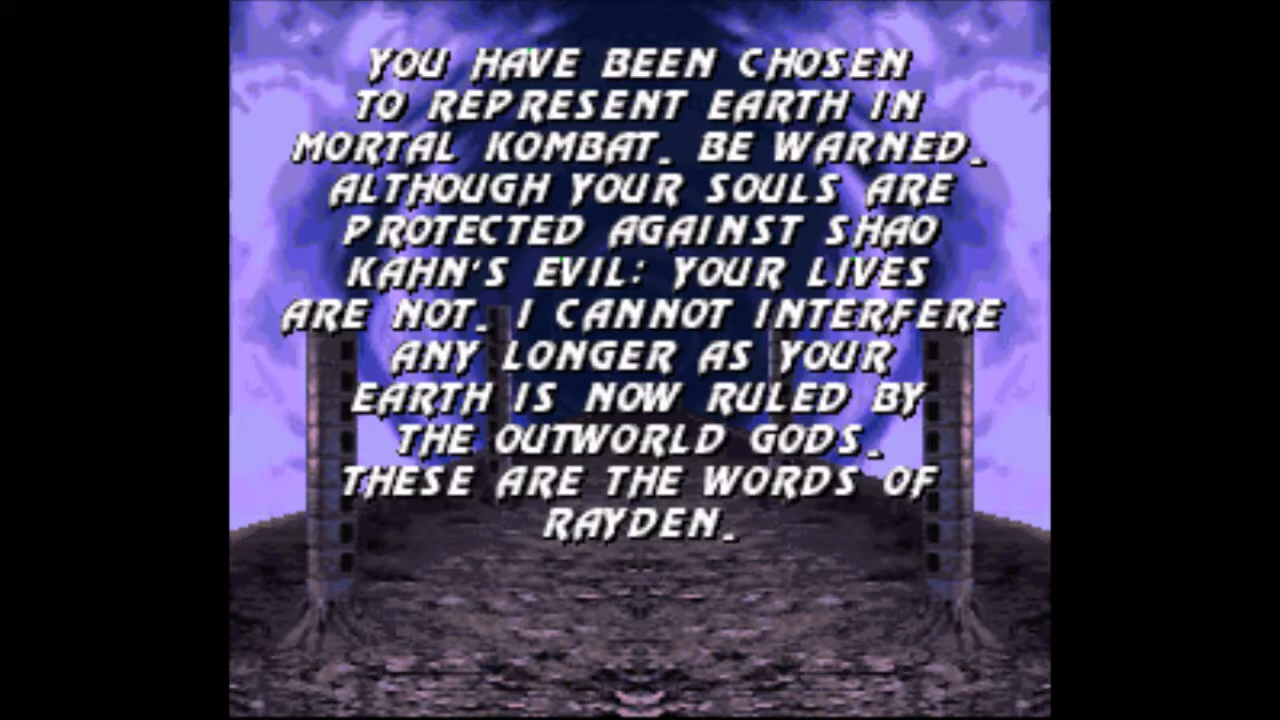 YOU HAVE BEEN CHOSEN
TO REPRESENT EARTH IN
MORTAL KOMBAT. BE WARNED.
ALTHOUGH YOUR SOULS ARE
PROTECTED AGAINST SHAO
KAHN'S EVIL: YOUR LIVES
ARE NOT. I CANNOT INTERFERE
ANY LONGER AS YOUR
EARTH IS NOW RULED BY
THE OUTWORLD GODS.
THESE ARE THE WORDS OF
RAYDEN.